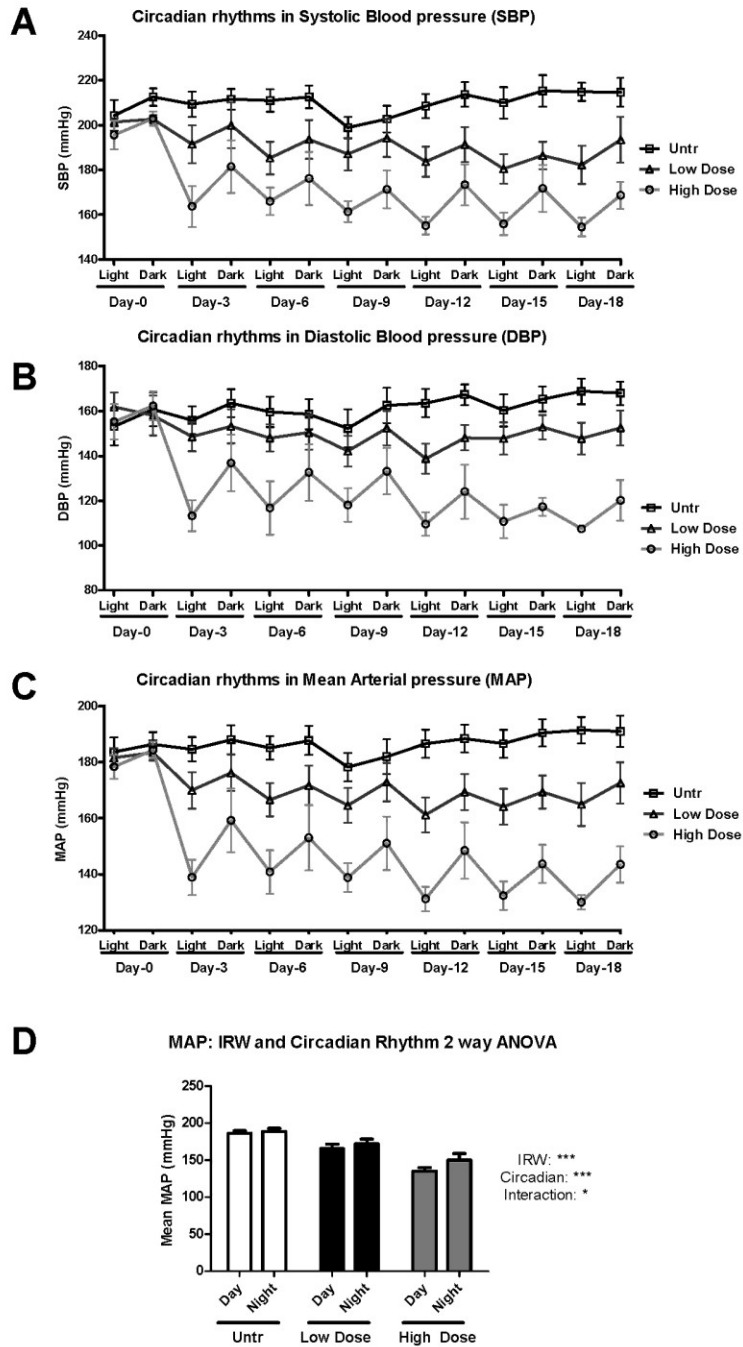 A
Circadian rhythms in Systolic Blood pressure (SBP)
240
220
200
180
160
140
SBP (mmHg)
Untr
Low Dose
High Dose
Light Dark Light Dark Light Dark Light Dark Light Dark Light Dark Light Dark
Day-0 Day-3 Day-6 Day-9 Day-12 Day-15 Day-18
Circadian rhythms in Diastolic Blood pressure (DBP)
B
180
160
140
120
100
80
DBP (mmHg)
Untr
Low Dose
High Dose
Light Dark Light Dark Light Dark Light Dark Light Dark Light Dark Light Dark
Day-0 Day-3 Day-6 Day-9 Day-12 Day-15 Day-18
C
Circadian rhythms in Mean Arterial pressure (MAP)
200
180
160
140
120
MAP (mmHg)
Untr
Low Dose
High Dose
Light Dark Light Dark Light Dark Light Dark Light Dark Light Dark Light Dark
Day-0 Day-3 Day-6 Day-9 Day-12 Day-15 Day-18
D
MAP: IRW and Circadian Rhythm 2 way ANOVA
250
200
150
100
50
0
Mean MAP (mmHg)
IRW: ***
Circadian: ***
Interaction: *
Day Night Day Night Day Night
Untr Low Dose High Dose